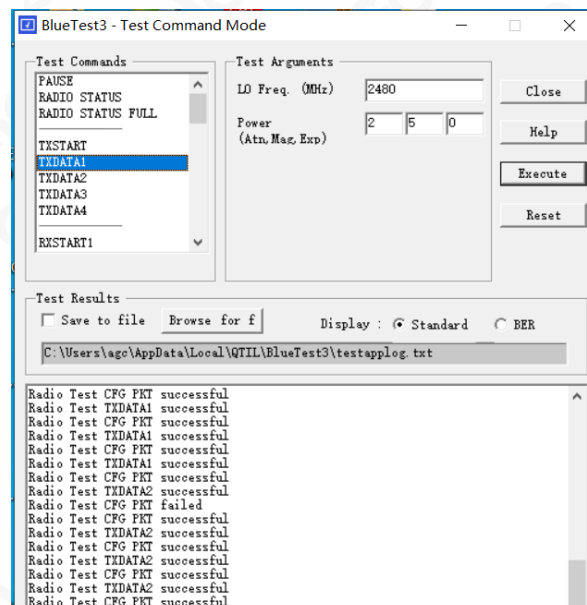 BlueTest3 - Test Command Mode
Test Commands
PAUSE
RADIO STATUS
RADIO STATUS FULL
TXSTART
TXDATA1
TXDATA2
TXDATA3
TXDATA4
RXSTART1
Test Arguments
LO Freq. (MHz) 2480
Power 2 5 0
(Atn, Mag, Exp)
Close
Help
Execute
Reset
Test Results
Save to file Browse for f Display : Standard BER
C:\Users\agc\AppData\Local\QTIL\BlueTest3\testapplog.txt
Radio Test CFG PKT successful
Radio Test TXDATA1 successful
Radio Test CFG PKT successful
Radio Test TXDATA1 successful
Radio Test CFG PKT successful
Radio Test TXDATA1 successful
Radio Test CFG PKT successful
Radio Test TXDATA2 successful
Radio Test CFG PKT failed
Radio Test CFG PKT successful
Radio Test TXDATA2 successful
Radio Test CFG PKT successful
Radio Test TXDATA2 successful
Radio Test CFG PKT successful
Radio Test TXDATA2 successful
Radio Test CFG PKT successful